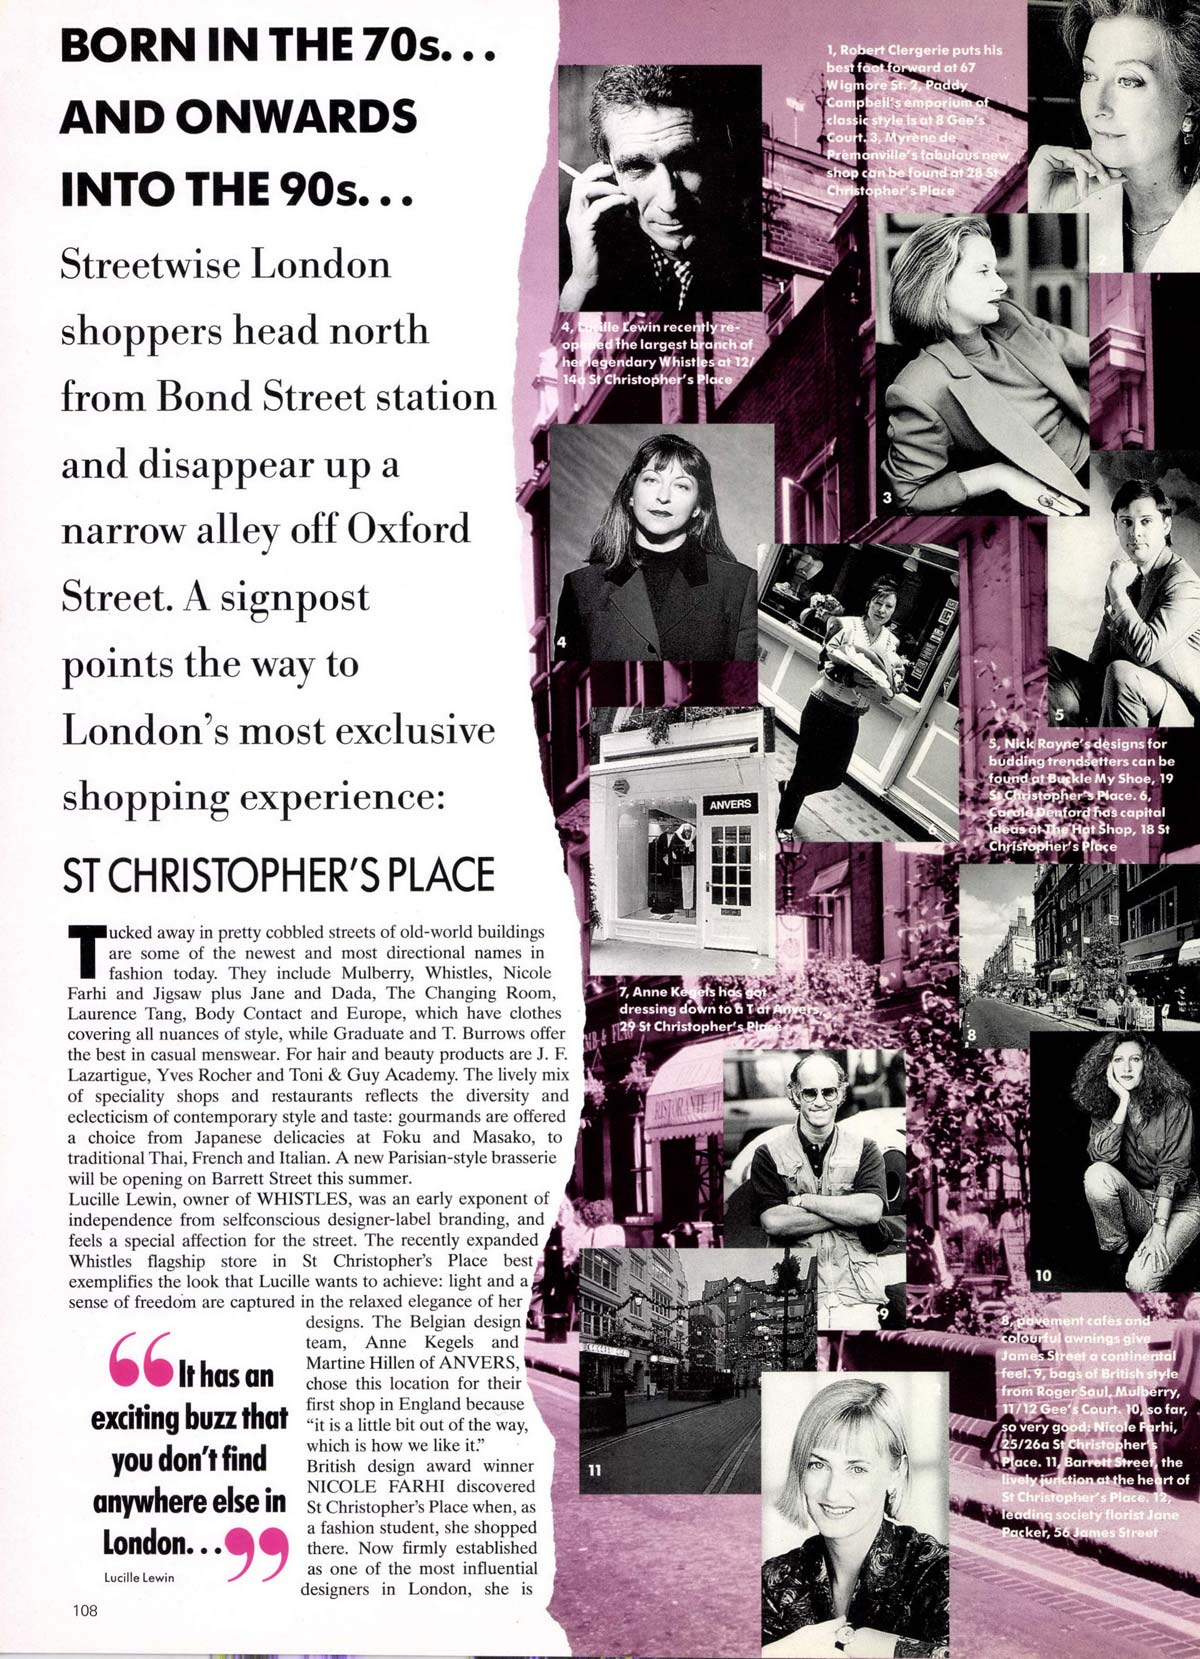 BORN IN THE 70s...
AND ONWARDS
INTO THE 90s...
Streetwise London
shoppers head north
from Bond Street station
and disappear up a
narrow alley off Oxford
Street. A signpost
points the way to
London's most exclusive
shopping experience:
ST CHRISTOPHER'S PLACE
Tucked away in pretty cobbled streets of old-world buildings
are some of the newest and most directional names in
fashion today. They include Mulberry, Whistles, Nicole
Farhi and Jigsaw plus Jane and Dada, The Changing Room,
Laurence Tang, Body Contact and Europe, which have clothes
covering all nuances of style, while Graduate and T. Burrows offer
the best in casual menswear. For hair and beauty products are J. F.
Lazartigue, Yves Rocher and Toni & Guy Academy. The lively mix
of speciality shops and restaurants reflects the diversity and
eclecticism of contemporary style and taste: gourmands are offered
a choice from Japanese delicacies at Foku and Masako, to
traditional Thai, French and Italian. A new Parisian-style brasserie
will be opening on Barrett Street this summer.
Lucille Lewin, owner of WHISTLES, was an early exponent of
independence from selfconscious designer-label branding, and
feels a special affection for the street. The recently expanded
Whistles flagship store in St Christopher's Place best
exemplifies the look that Lucille wants to achieve: light and a
sense of freedom are captured in the relaxed elegance of her
designs. The Belgian design
team, Anne Kegels and
Martine Hillen of ANVERS,
chose this location for their
first shop in England because
"it is a little bit out of the way,
which is how we like it."
British design award winner
NICOLE FARHI discovered
St Christopher's Place when, as
a fashion student, she shopped
there. Now firmly established
as one of the most influential
designers in London, she is
“It has an
exciting buzz that
you don't find
anywhere else in
London...”
Lucille Lewin
108
1, Robert Clergerie puts his
best foot forward at 67
Wigmore St. 2, Paddy
Campbell's emporium of
classic style is at 8 Gee's
Court. 3, Myrène de
Prémonville's fabulous new
shop can be found at 28 St
Christopher's Place
1
2
3
4, Lucille Lewin recently re-
opened the largest branch of
her legendary Whistles at 12/
14a St Christopher's Place
4
5
6
5, Nick Rayne's designs for
budding trendsetters can be
found at Buckle My Shoe, 19
St Christopher's Place. 6,
Carole Denford has capital
ideas at The Hat Shop, 18 St
Christopher's Place
ANVERS
7
7, Anne Kegels has got
dressing down to a T at Anvers,
29 St Christopher's Place
RISTORANTE
8
9
10
11
8, pavement cafés and
colourful awnings give
James Street a continental
feel. 9, bags of British style
from Roger Saul, Mulberry,
11/12 Gee's Court. 10, so far,
so very good: Nicole Farhi,
25/26a St Christopher's
Place. 11, Barrett Street, the
lively junction at the heart of
St Christopher's Place. 12,
leading society florist Jane
Packer, 56 James Street